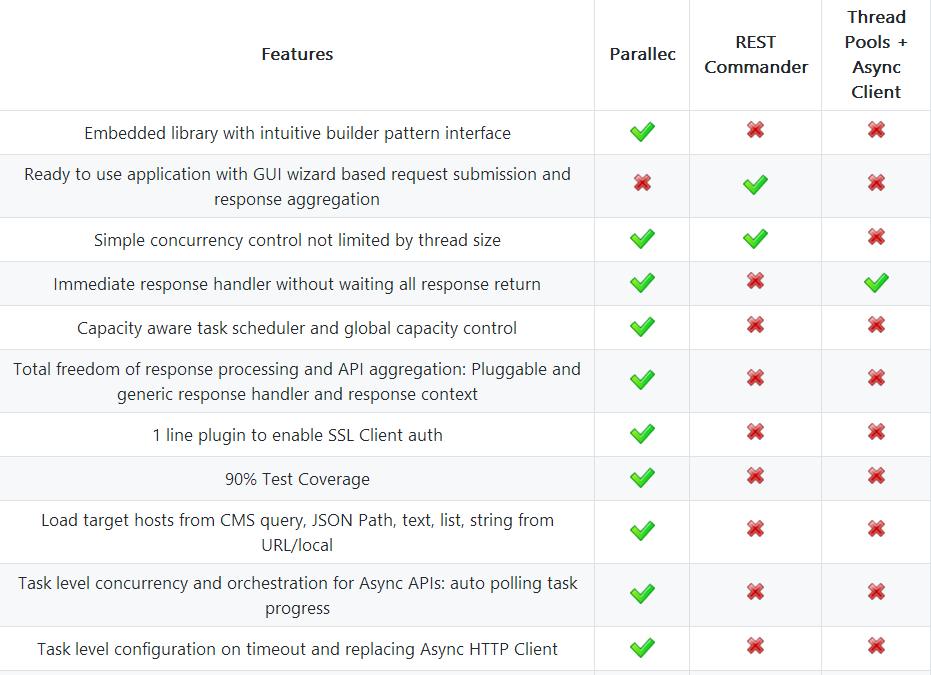 Features
Parallec
REST
Commander
Thread
Pools +
Async
Client
Embedded library with intuitive builder pattern interface
Ready to use application with GUI wizard based request submission and
response aggregation
Simple concurrency control not limited by thread size
Immediate response handler without waiting all response return
Capacity aware task scheduler and global capacity control
Total freedom of response processing and API aggregation: Pluggable and
generic response handler and response context
1 line plugin to enable SSL Client auth
90% Test Coverage
Load target hosts from CMS query, JSON Path, text, list, string from
URL/local
Task level concurrency and orchestration for Async APIs: auto polling task
progress
Task level configuration on timeout and replacing Async HTTP Client